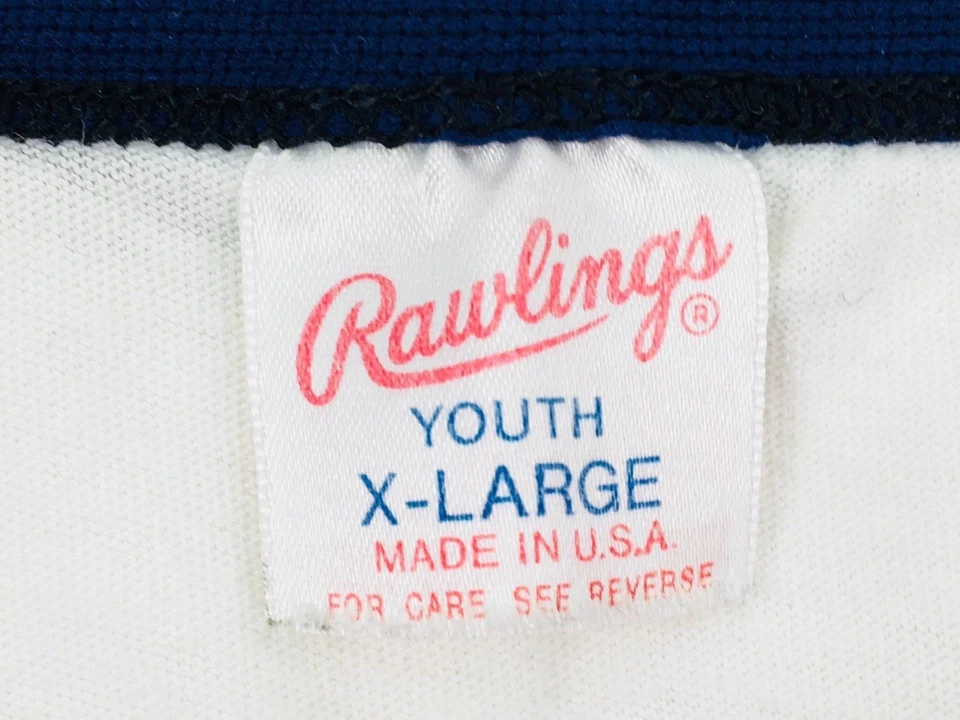 Rawlings ®
YOUTH
X-LARGE
MADE IN U.S.A.
FOR CARE SEE REVERSE